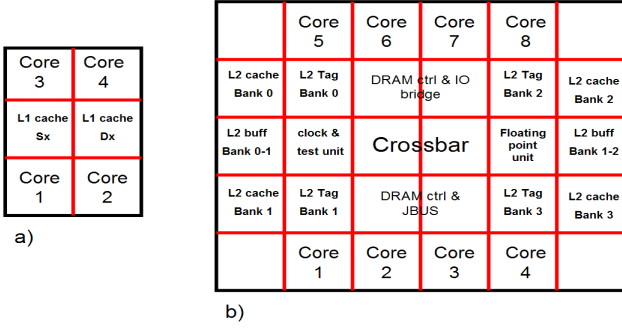 Core
3
Core
4
L1 cache
Sx
L1 cache
Dx
Core
1
Core
2
a)
Core
5
Core
6
Core
7
Core
8
L2 cache
Bank 0
L2 Tag
Bank 0
DRAM ctrl & IO
bridge
L2 Tag
Bank 2
L2 cache
Bank 2
L2 buff
Bank 0-1
clock &
test unit
Crossbar
Floating
point
unit
L2 buff
Bank 1-2
L2 cache
Bank 1
L2 Tag
Bank 1
DRAM ctrl &
JBUS
L2 Tag
Bank 3
L2 cache
Bank 3
Core
1
Core
2
Core
3
Core
4
b)